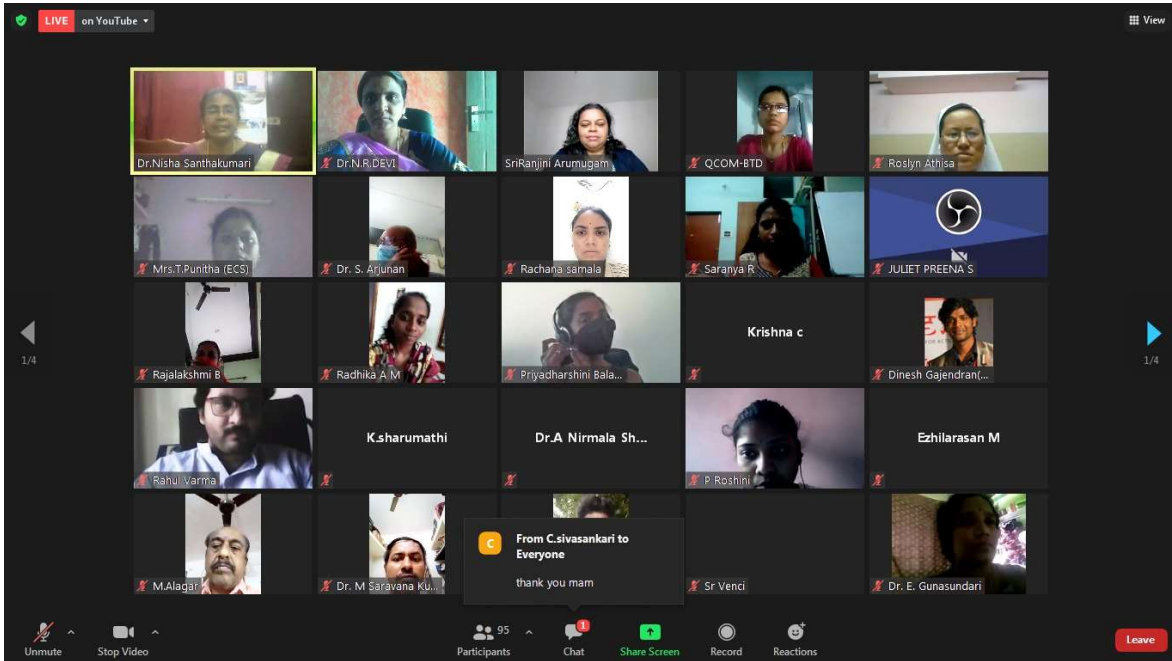 LIVE on YouTube
View
Dr.Nisha Santhakumari
Dr.N.R.DEVI
SriRanjini Arumugam
QCOM-BTD
Roslyn Athisa
Mrs.T.Punitha (ECS)
Dr. S. Arjunan
Rachana samala
Saranya R
JULIET PREENA S
Rajalakshmi B
Radhika A M
Priyadharshini Bala...
Krishna c
Dinesh Gajendran(...
1/4
1/4
Rahul Varma
K.sharumathi
Dr.A Nirmala Sh...
P Roshini
Ezhilarasan M
M.Alagar
Dr. M Saravana Ku...
C
From C.sivasankari to
Everyone
thank you mam
Sr Venci
Dr. E. Gunasundari
Unmute
Stop Video
95
Participants
1
Chat
Share Screen
Record
Reactions
Leave